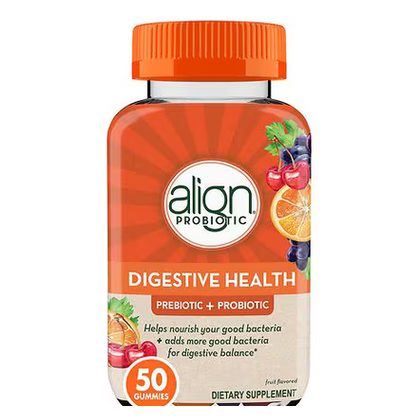 align®
PROBIOTIC
DIGESTIVE HEALTH
PREBIOTIC + PROBIOTIC
Helps nourish your good bacteria
+ adds more good bacteria
for digestive balance*
fruit flavored
50
GUMMIES
DIETARY SUPPLEMENT